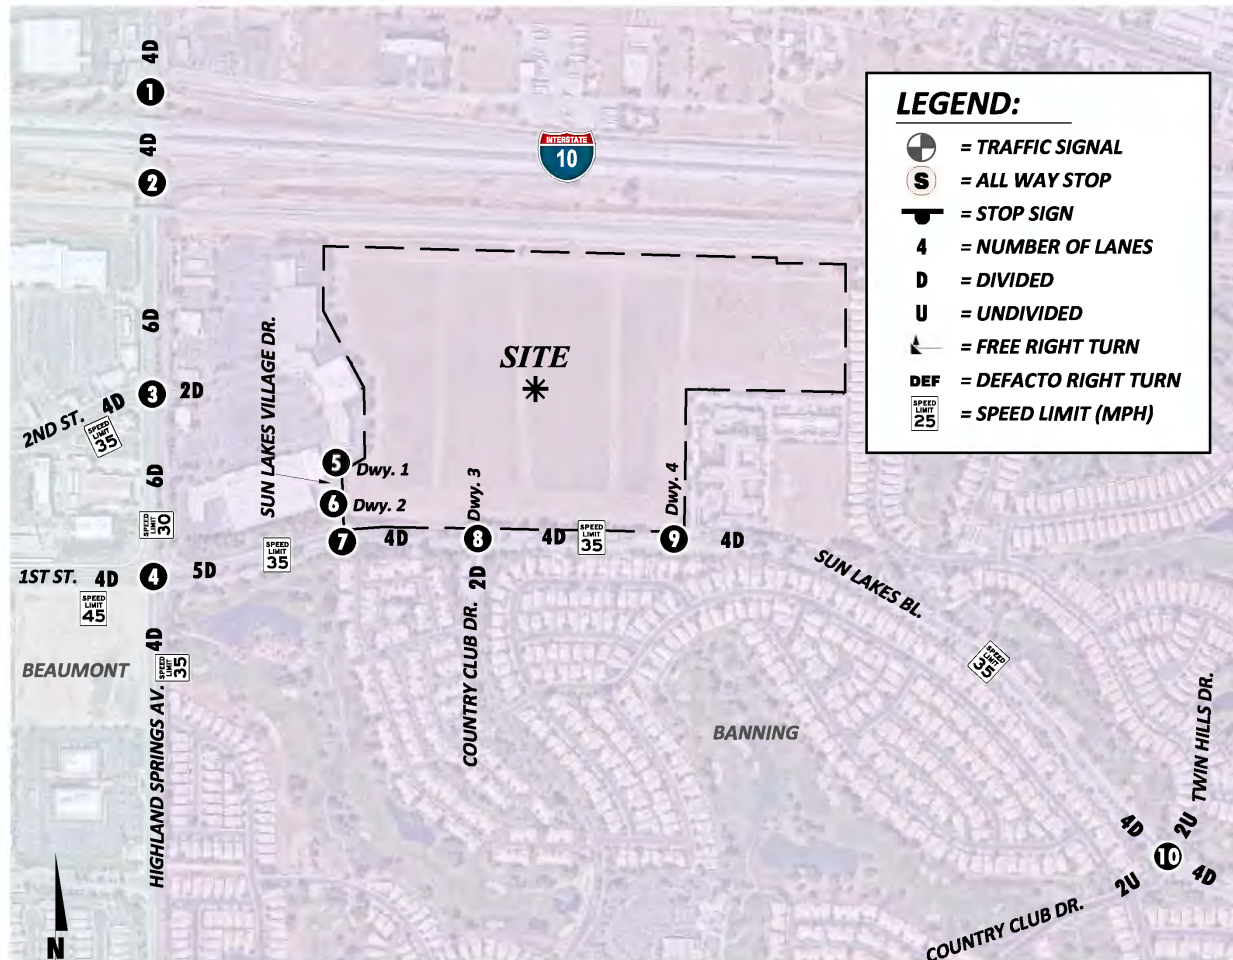 4D
1
4D
2
INTERSTATE
10
LEGEND:
= TRAFFIC SIGNAL
S = ALL WAY STOP
= STOP SIGN
4 = NUMBER OF LANES
D = DIVIDED
U = UNDIVIDED
= FREE RIGHT TURN
DEF = DEFACTO RIGHT TURN
SPEED
LIMIT
25
= SPEED LIMIT (MPH)
6D
SITE
3
2D
4D
2ND ST.
SPEED
LIMIT
35
SUN LAKES VILLAGE DR.
6D
5
Dwy. 1
6
Dwy. 2
Dwy. 3
Dwy. 4
SPEED
LIMIT
30
7
4D
8
4D
SPEED
LIMIT
35
9
4D
SPEED
LIMIT
35
1ST ST.
4D
4
5D
SPEED
LIMIT
45
2D
COUNTRY CLUB DR.
SUN LAKES BL.
4D
SPEED
LIMIT
35
BEAUMONT
HIGHLAND SPRINGS AV.
SPEED
LIMIT
35
BANNING
TWIN HILLS DR.
4D
2U
10
2U
4D
COUNTRY CLUB DR.
N